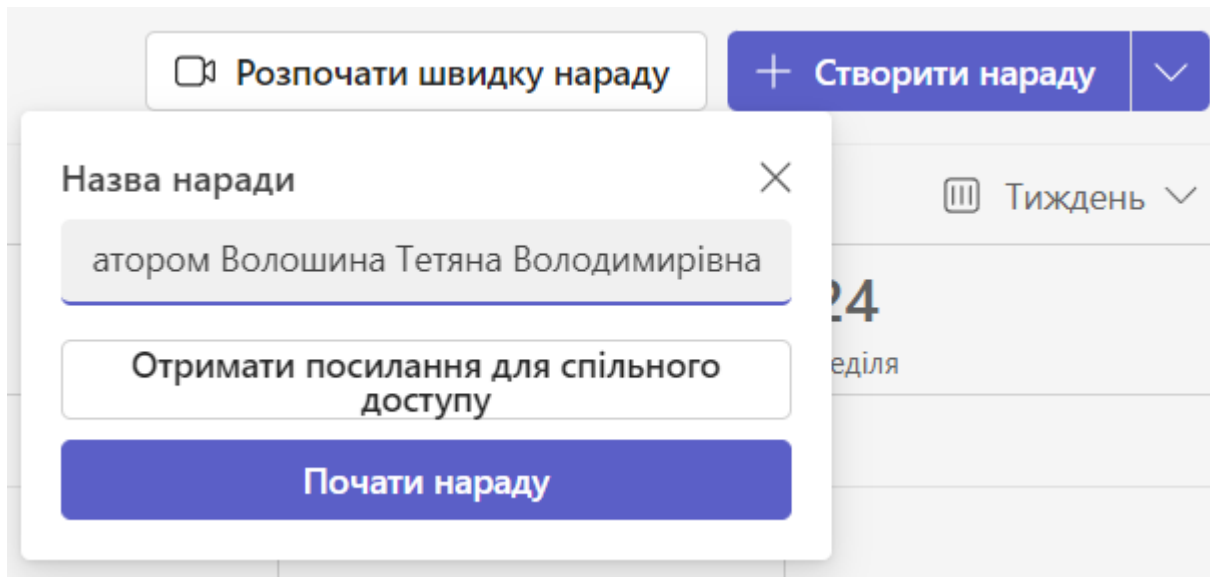 Розпочати швидку нараду
Створити нараду
Назва наради
Тиждень
атором Волошина Тетяна Володимирівна
24
еділя
Отримати посилання для спільного
доступу
Почати нараду